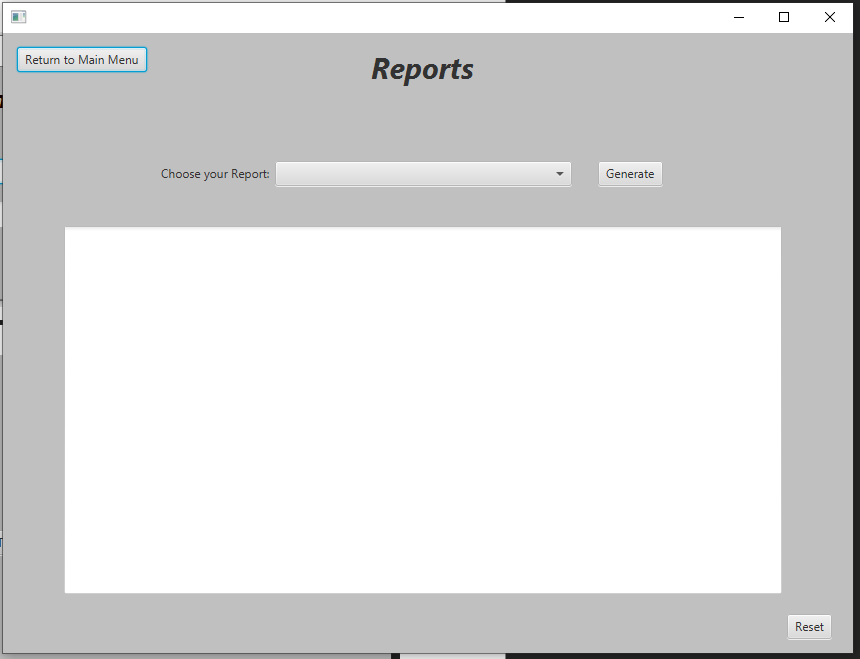 Return to Main Menu
Reports
Choose your Report:
Generate
Reset